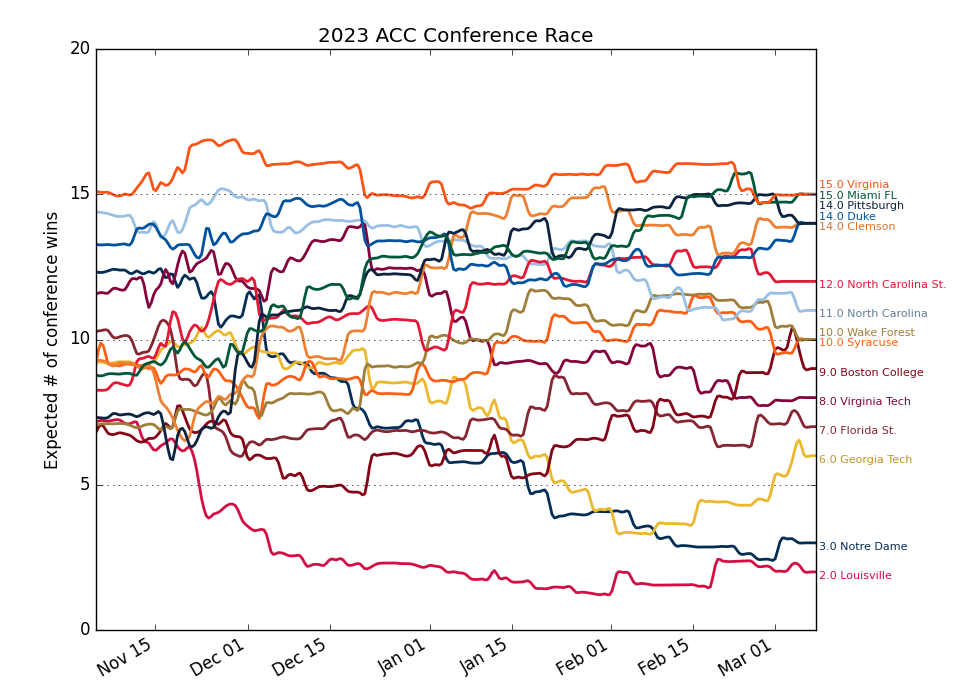 2023 ACC Conference Race
Expected # of conference wins
20
15
10
5
0
15.0 Virginia
15.0 Miami FL
14.0 Pittsburgh
14.0 Duke
14.0 Clemson
12.0 North Carolina St.
11.0 North Carolina
10.0 Wake Forest
10.0 Syracuse
9.0 Boston College
8.0 Virginia Tech
7.0 Florida St.
6.0 Georgia Tech
3.0 Notre Dame
2.0 Louisville
Nov 15
Dec 01
Dec 15
Jan 01
Jan 15
Feb 01
Feb 15
Mar 01